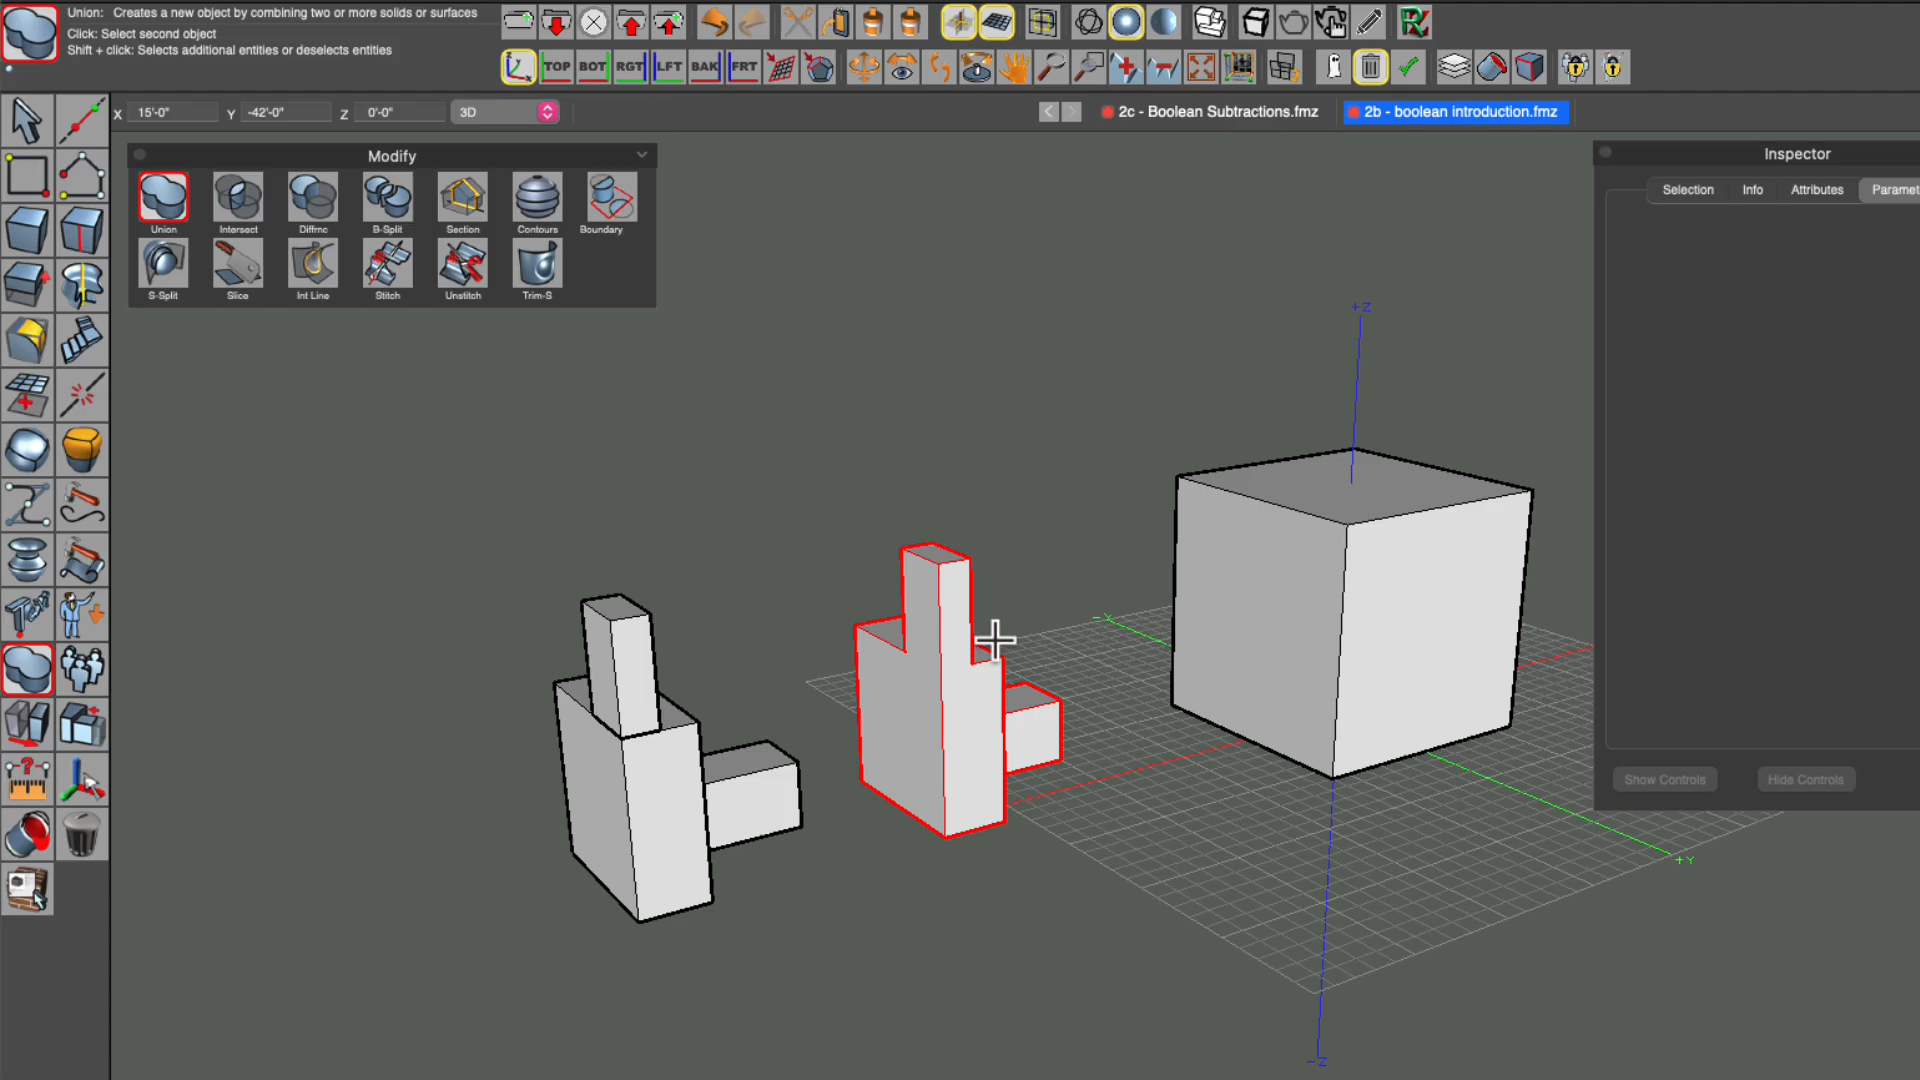 Union: Creates a new object by combining two or more solids or surfaces
Click: Select second object
Shift + click: Selects additional entities or deselects entities
TOP BOT RGT LFT BAK FRT
X 15'-0" Y -42'-0" Z 0'-0" 3D
2c - Boolean Subtractions.fmz 2b - boolean introduction.fmz
Modify
Union Intersect Diffrnc B-Split Section Contours Boundary
S-Split Slice Int Line Stitch Unstitch Trim-S
Inspector
Selection Info Attributes Paramet
+Z
-X
+Y
-Z
Show Controls Hide Controls